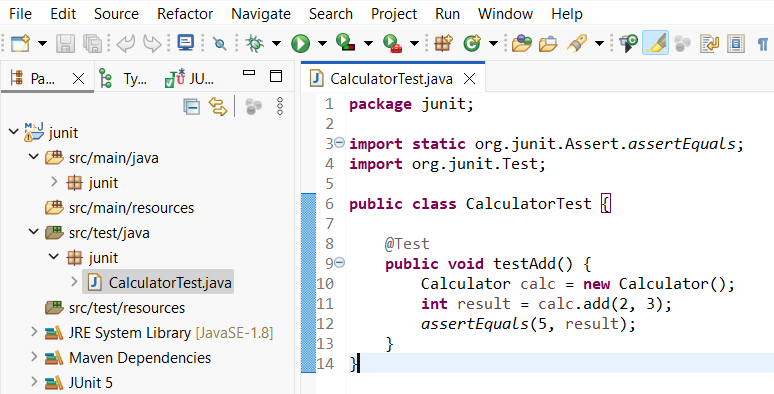 File Edit Source Refactor Navigate Search Project Run Window Help
Pa... Ty... JU...
junit
src/main/java
junit
src/main/resources
src/test/java
junit
CalculatorTest.java
src/test/resources
JRE System Library [JavaSE-1.8]
Maven Dependencies
JUnit 5
CalculatorTest.java
1 package junit;
2
3 import static org.junit.Assert.assertEquals;
4 import org.junit.Test;
5
6 public class CalculatorTest {
7
8 @Test
9 public void testAdd() {
10 Calculator calc = new Calculator();
11 int result = calc.add(2, 3);
12 assertEquals(5, result);
13 }
14 }